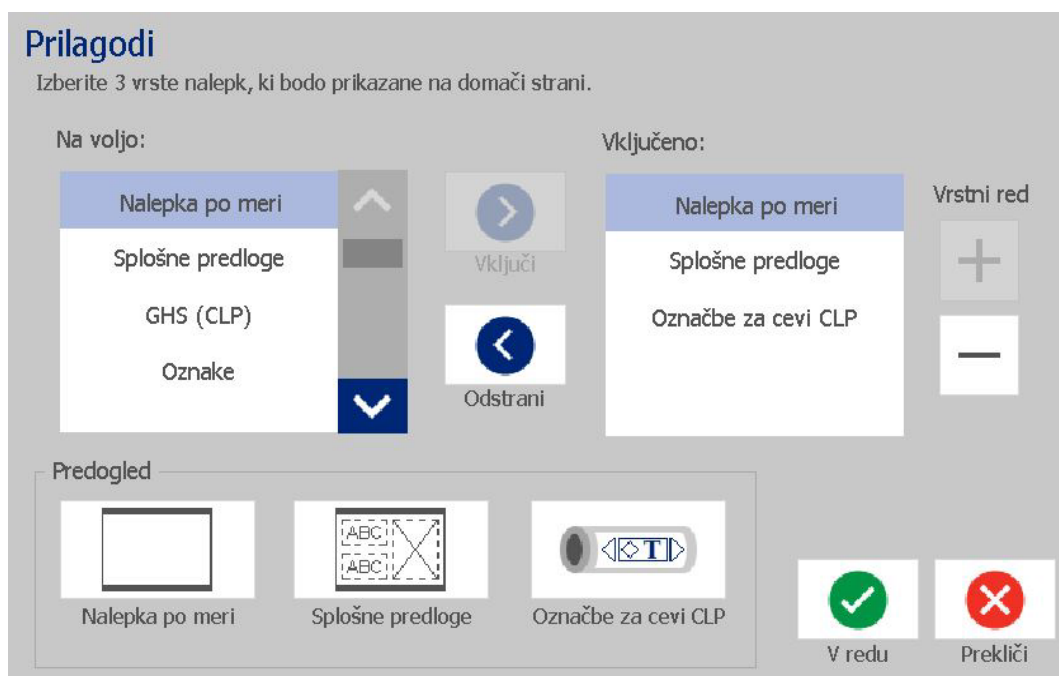 Prilagodi
Izberite 3 vrste nalepk, ki bodo prikazane na domači strani.
Na voljo:
Vključeno:
Nalepka po meri
Splošne predloge
GHS (CLP)
Oznake
Vključi
Odstrani
Nalepka po meri
Splošne predloge
Označbe za cevi CLP
Vrstni red
Predogled
ABC
ABC
T
Nalepka po meri
Splošne predloge
Označbe za cevi CLP
V redu
Prekliči